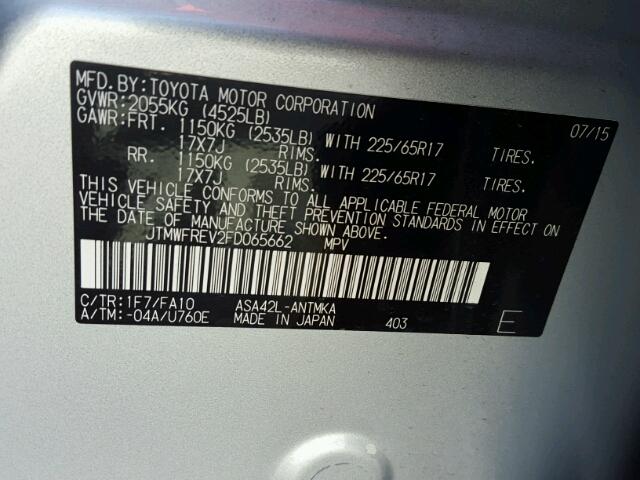 MFD.BY:TOYOTA MOTOR CORPORATION 07/15
GVWR:2055KG (4525LB)
GAWR:FRT. 1150KG (2535LB) WITH 225/65R17 TIRES.
17X7J RIMS.
RR. 1150KG (2535LB) WITH 225/65R17 TIRES.
17X7J RIMS.
THIS VEHICLE CONFORMS TO ALL APPLICABLE FEDERAL MOTOR
VEHICLE SAFETY AND THEFT PREVENTION STANDARDS IN EFFECT ON
THE DATE OF MANUFACTURE SHOWN ABOVE.
JTMWFREV2FD065662 MPV
C/TR:1F7/FA10 ASA42L-ANTMKA
A/TM:-04A/U760E MADE IN JAPAN 403 E